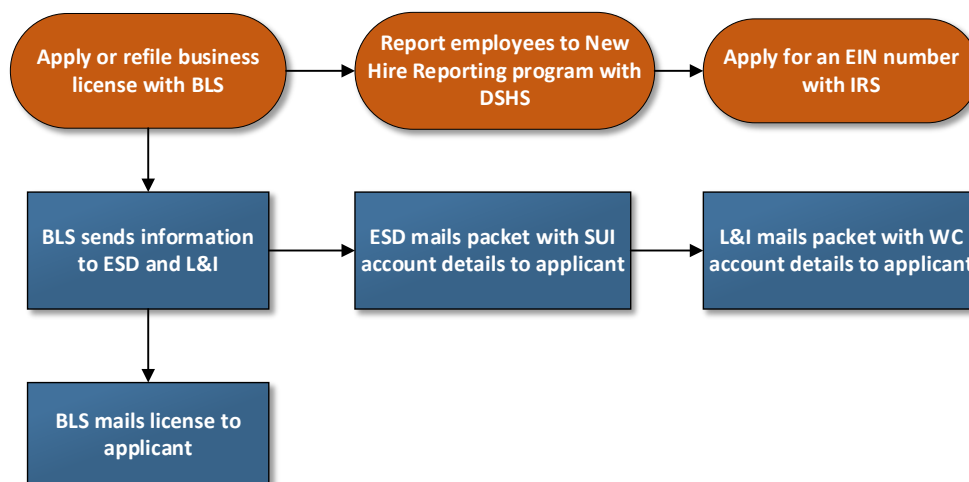 Apply or refile business
license with BLS
Report employees to New
Hire Reporting program with
DSHS
Apply for an EIN number
with IRS
BLS sends information
to ESD and L&I
ESD mails packet with SUI
account details to applicant
L&I mails packet with WC
account details to applicant
BLS mails license to
applicant